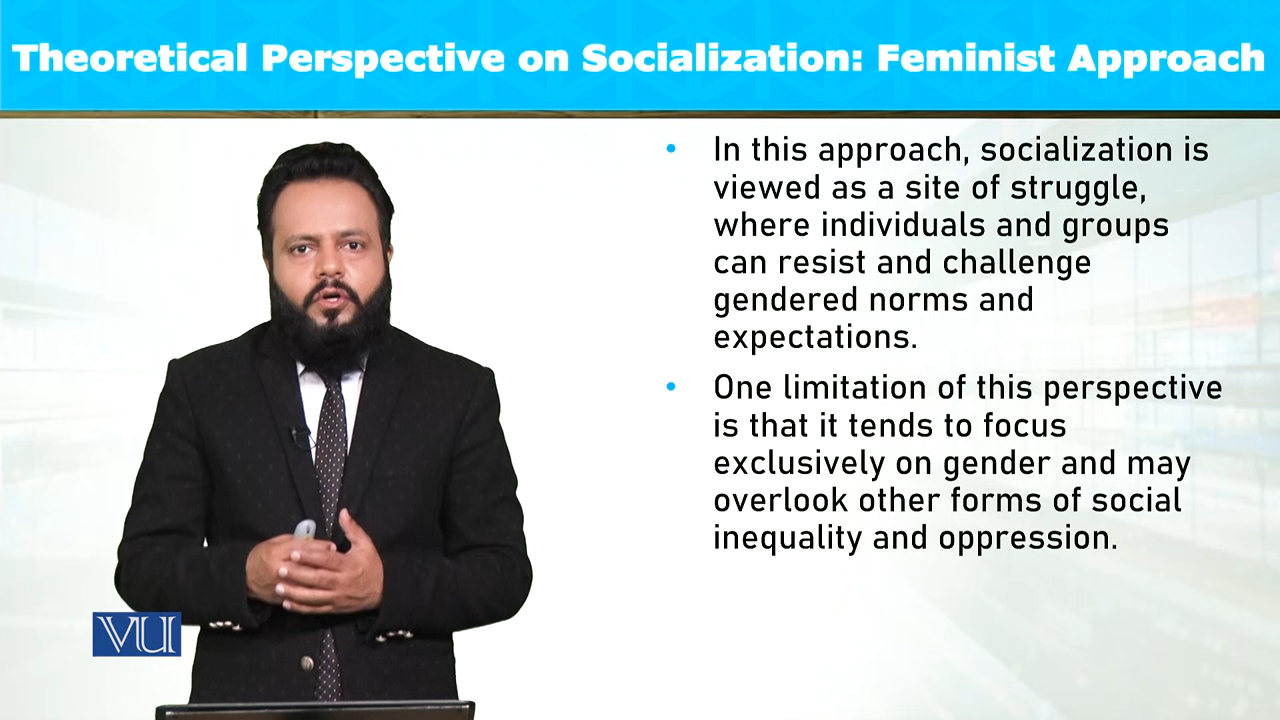 Theoretical Perspective on Socialization: Feminist Approach
• In this approach, socialization is
viewed as a site of struggle,
where individuals and groups
can resist and challenge
gendered norms and
expectations.
• One limitation of this perspective
is that it tends to focus
exclusively on gender and may
overlook other forms of social
inequality and oppression.
VU